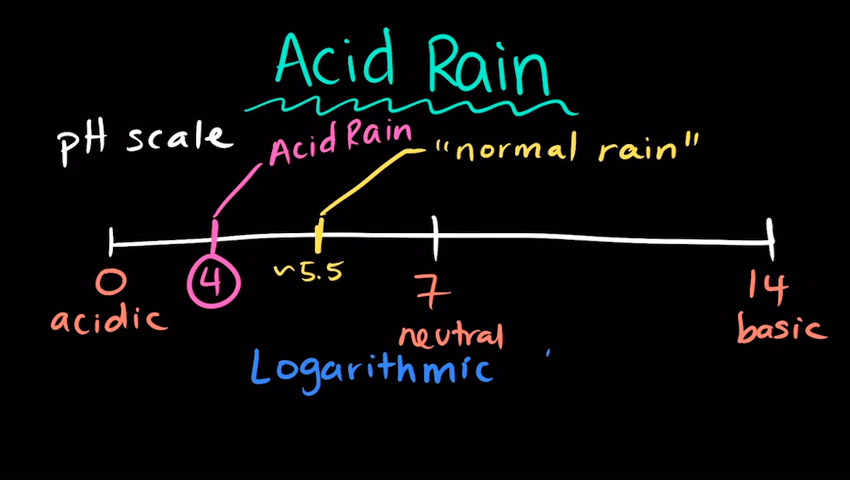 Acid Rain
pH scale
Acid Rain
"normal rain"
0
4
~5.5
7
14
acidic
neutral
basic
Logarithmic